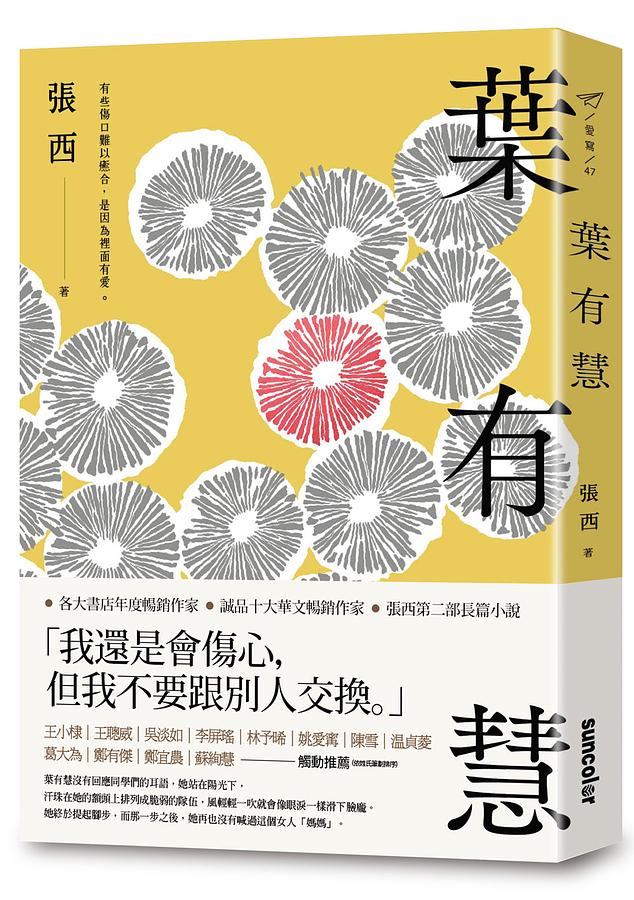 張西 著
有些傷口難以癒合,是因為裡面有愛。
葉有慧
愛寫/47
葉有慧
張西 著
suncolor
● 各大書店年度暢銷作家 ● 誠品十大華文暢銷作家 ● 張西第二部長篇小說
「我還是會傷心,
但我不要跟別人交換。」
王小棣|王聰威|吳淡如|李屏瑤|林予晞|姚愛寗|陳雪|温貞菱
葛大為|鄭有傑|鄭宜農|蘇絢慧 觸動推薦(依姓氏筆劃排序)
葉有慧沒有回應同學們的耳語,她站在陽光下,
汗珠在她的額頭上排列成脆弱的隊伍,風輕輕一吹就會像眼淚一樣滑下臉龐。
她終於提起腳步,而那一步之後,她再也沒有喊過這個女人「媽媽」。